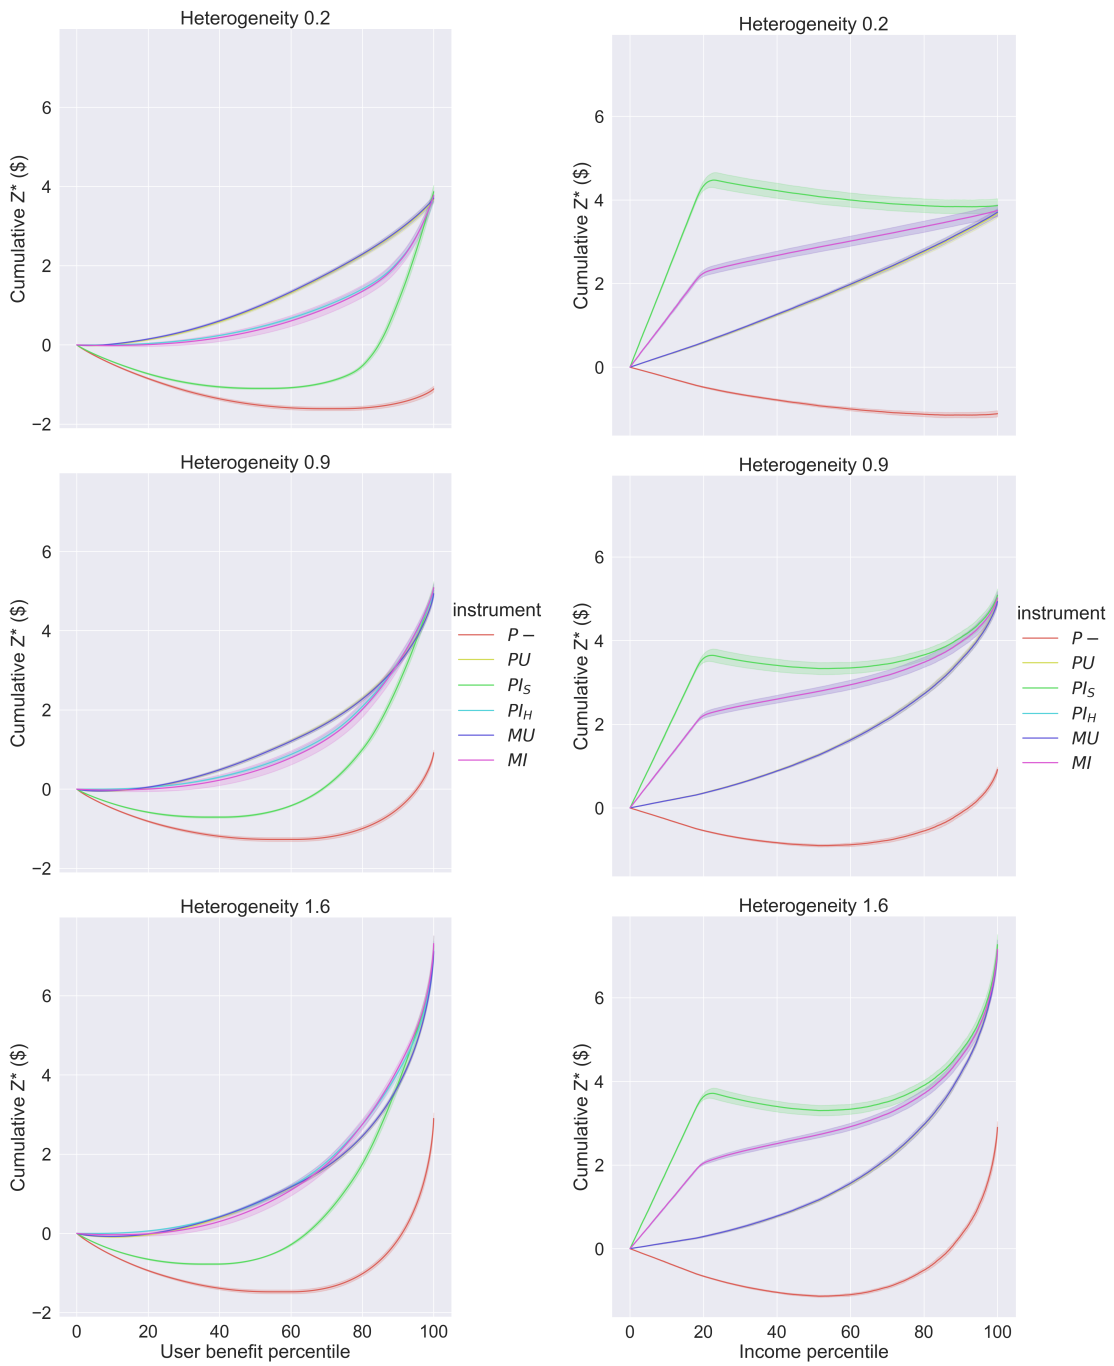 Heterogeneity 0.2
Cumulative Z* ($)
6
4
2
0
−2
Heterogeneity 0.2
Cumulative Z* ($)
6
4
2
0
Heterogeneity 0.9
Cumulative Z* ($)
6
4
2
0
−2
instrument
P −
PU
PI_S
PI_H
MU
MI
Heterogeneity 0.9
Cumulative Z* ($)
6
4
2
0
instrument
P −
PU
PI_S
PI_H
MU
MI
Heterogeneity 1.6
Cumulative Z* ($)
6
4
2
0
−2
0 20 40 60 80 100
User benefit percentile
Heterogeneity 1.6
Cumulative Z* ($)
6
4
2
0
0 20 40 60 80 100
Income percentile